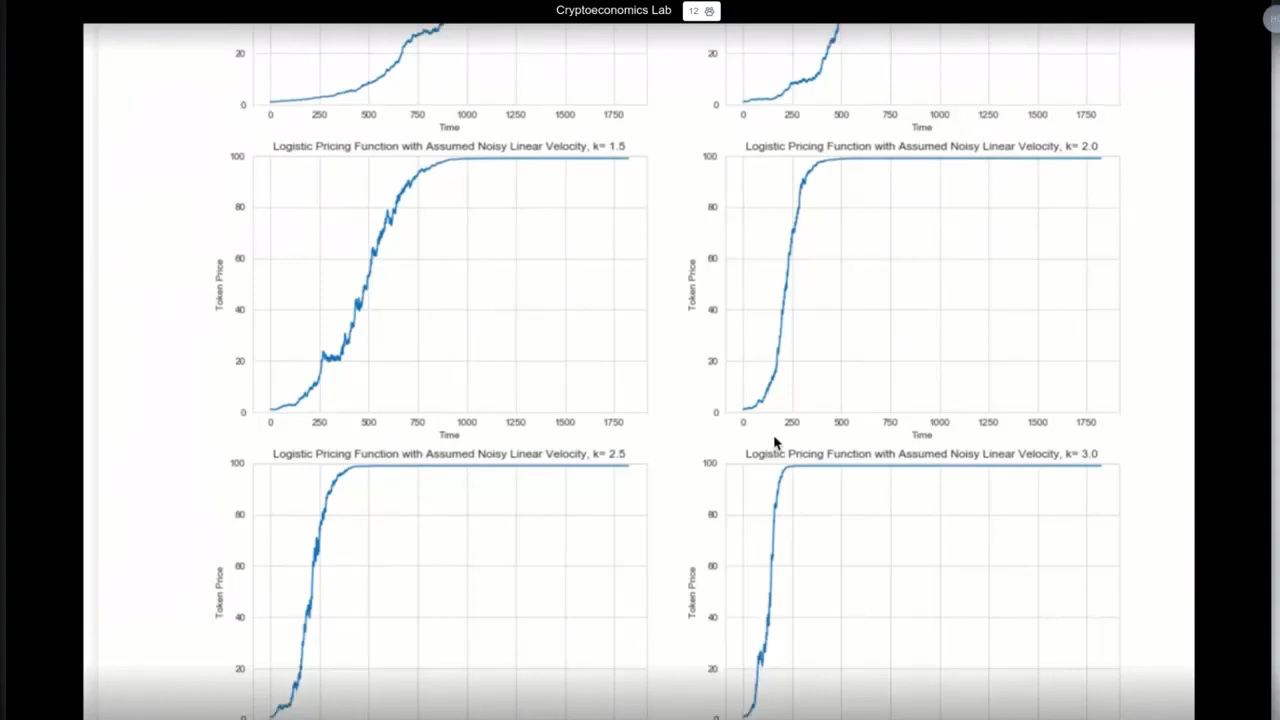 Cryptoeconomics Lab 12
20 20
0 0
0 250 500 750 1000 1250 1500 1750 0 250 500 750 1000 1250 1500 1750
Time Time
Logistic Pricing Function with Assumed Noisy Linear Velocity, k= 1.5 Logistic Pricing Function with Assumed Noisy Linear Velocity, k= 2.0
100 100
80 80
60 60
Token Price Token Price
40 40
20 20
0 0
0 250 500 750 1000 1250 1500 1750 0 250 500 750 1000 1250 1500 1750
Time Time
Logistic Pricing Function with Assumed Noisy Linear Velocity, k= 2.5 Logistic Pricing Function with Assumed Noisy Linear Velocity, k= 3.0
100 100
80 80
60 60
Token Price Token Price
40 40
20 20
0 0